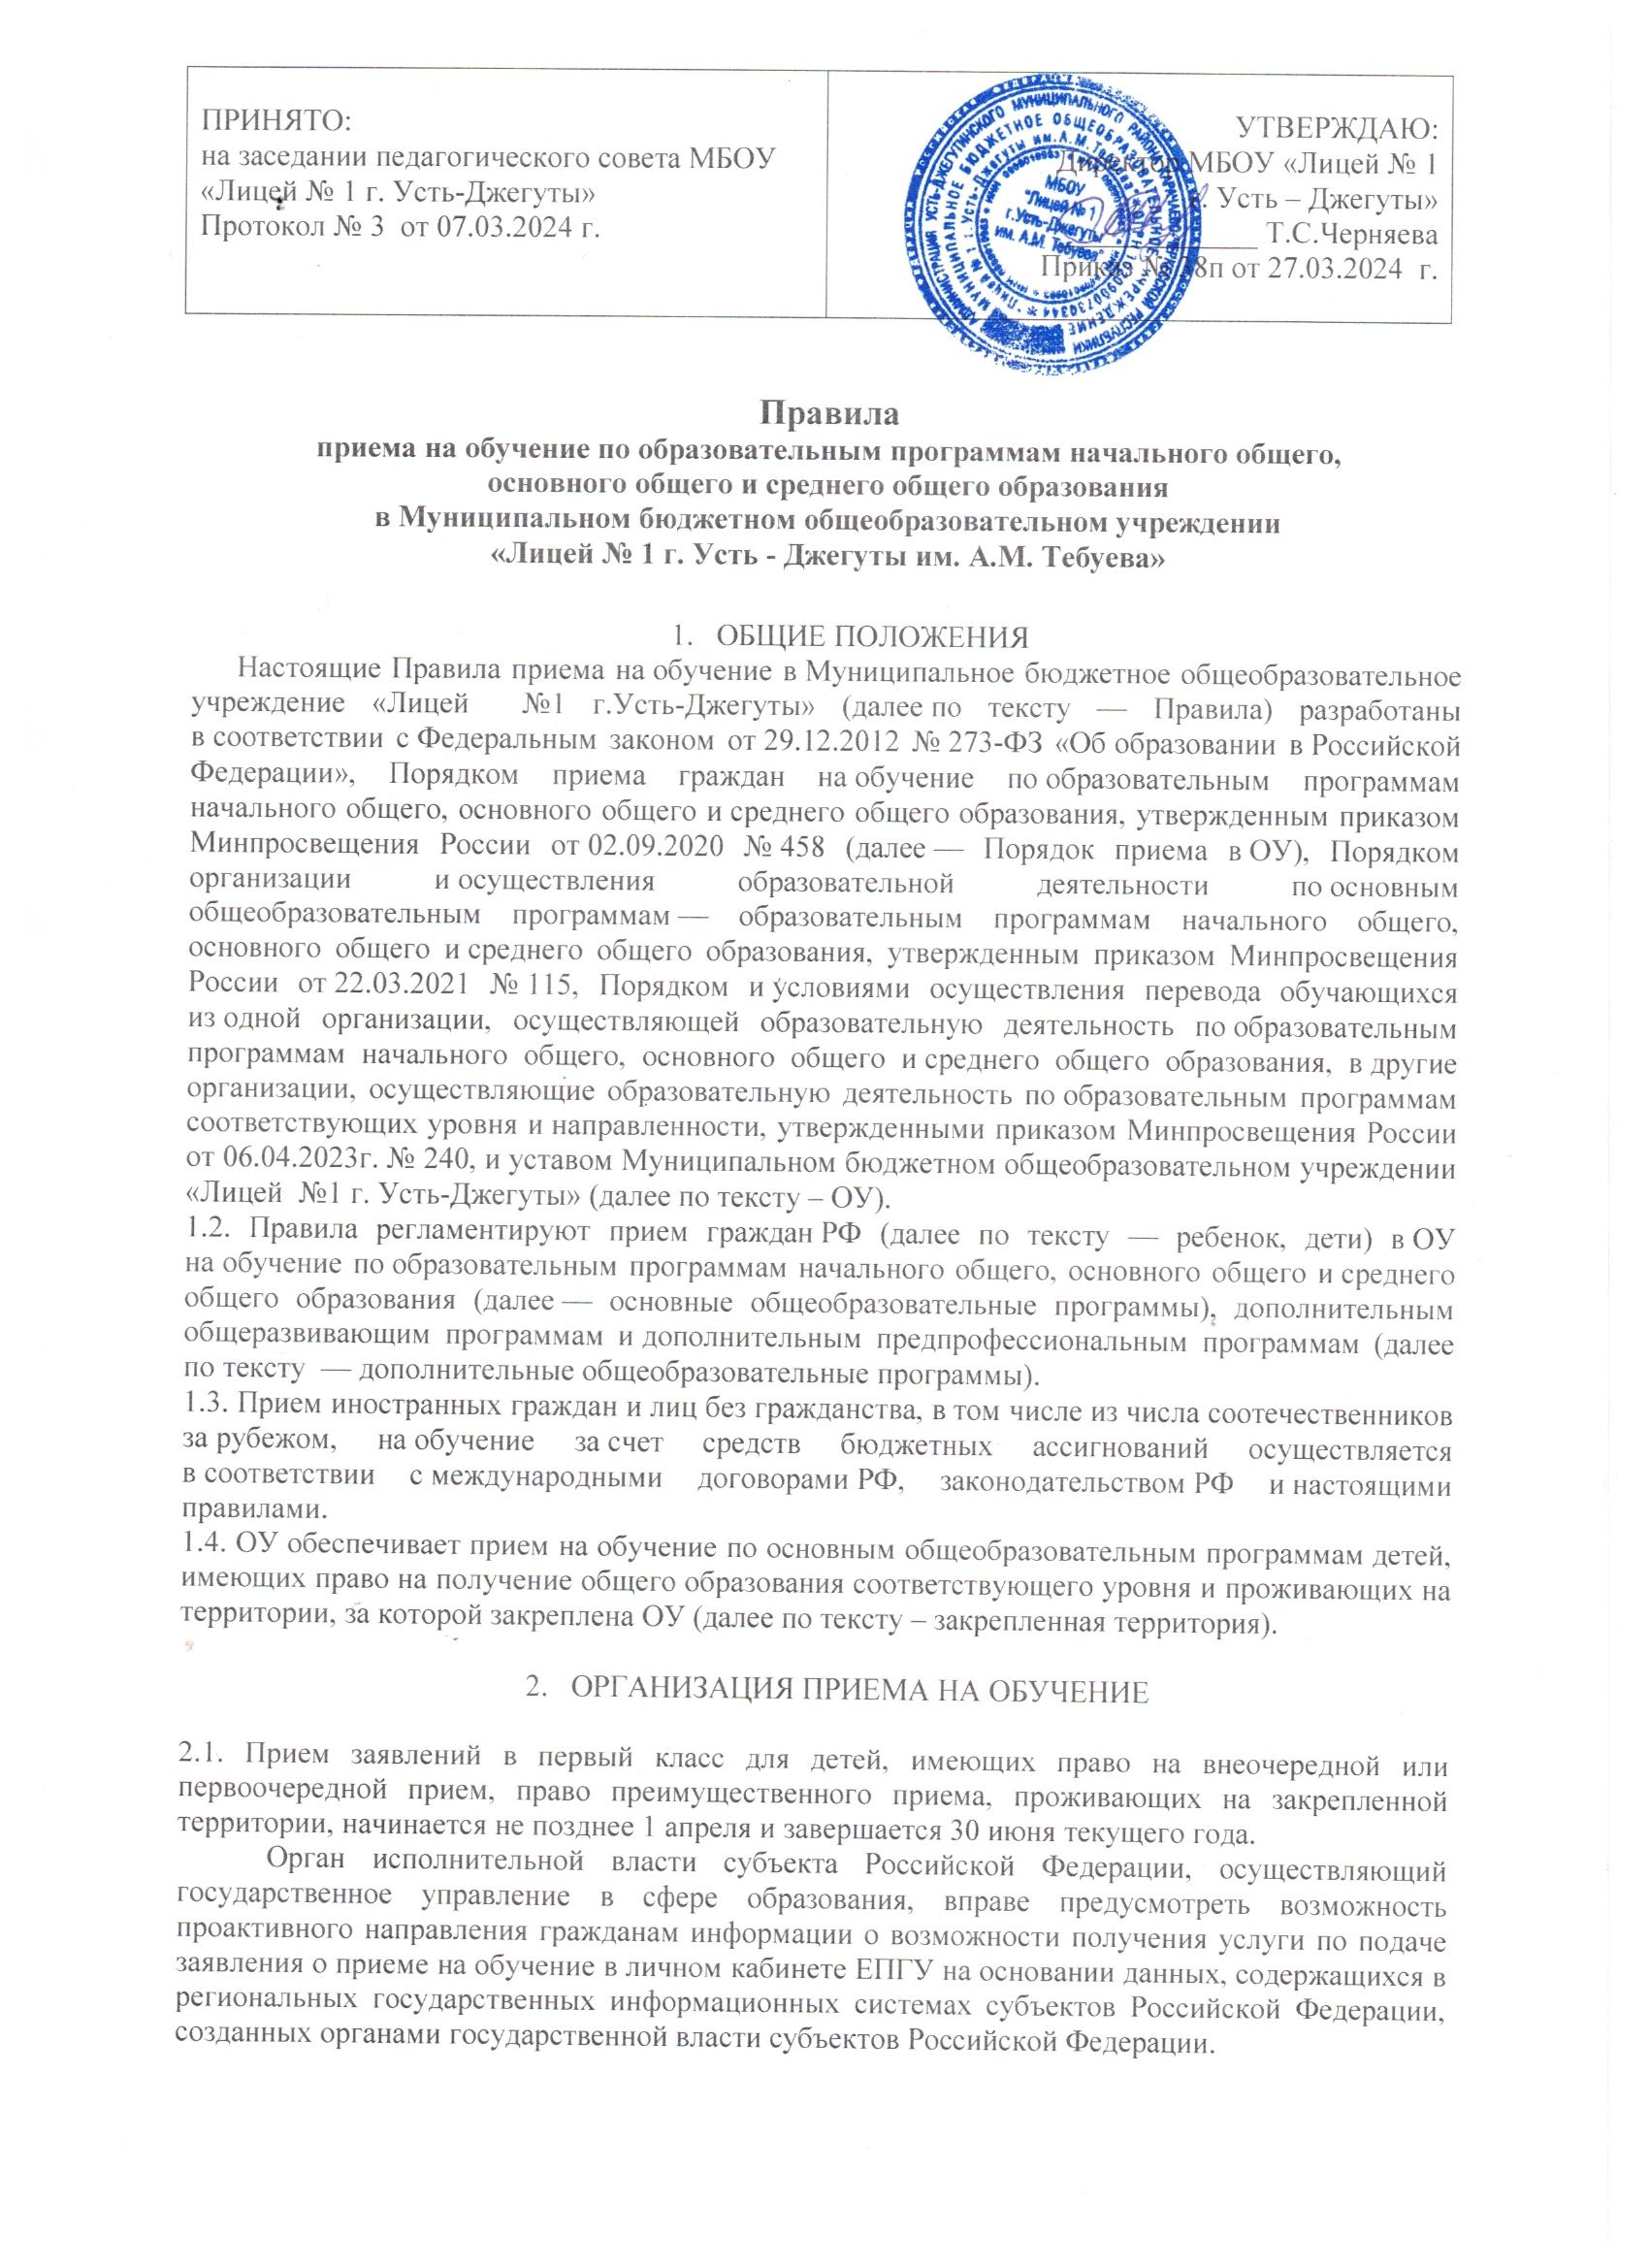 ПРИНЯТО:
на заседании педагогического совета МБОУ
«Лицей № 1 г. Усть-Джегуты»
Протокол № 3 от 07.03.2024 г.
УТВЕРЖДАЮ:
Директор МБОУ «Лицей № 1
г. Усть – Джегуты»
____________ Т.С.Черняева
Приказ № 38п от 27.03.2024 г.
МБОУ
"Лицей № 1
г.Усть-Джегуты
им. А.М. Тебуева"
Правила
приема на обучение по образовательным программам начального общего,
основного общего и среднего общего образования
в Муниципальном бюджетном общеобразовательном учреждении
«Лицей № 1 г. Усть - Джегуты им. А.М. Тебуева»
1. ОБЩИЕ ПОЛОЖЕНИЯ
Настоящие Правила приема на обучение в Муниципальное бюджетное общеобразовательное
учреждение «Лицей №1 г.Усть-Джегуты» (далее по тексту — Правила) разработаны
в соответствии с Федеральным законом от 29.12.2012 № 273-ФЗ «Об образовании в Российской
Федерации», Порядком приема граждан на обучение по образовательным программам
начального общего, основного общего и среднего общего образования, утвержденным приказом
Минпросвещения России от 02.09.2020 № 458 (далее — Порядок приема в ОУ), Порядком
организации и осуществления образовательной деятельности по основным
общеобразовательным программам — образовательным программам начального общего,
основного общего и среднего общего образования, утвержденным приказом Минпросвещения
России от 22.03.2021 № 115, Порядком и условиями осуществления перевода обучающихся
из одной организации, осуществляющей образовательную деятельность по образовательным
программам начального общего, основного общего и среднего общего образования, в другие
организации, осуществляющие образовательную деятельность по образовательным программам
соответствующих уровня и направленности, утвержденными приказом Минпросвещения России
от 06.04.2023г. № 240, и уставом Муниципальном бюджетном общеобразовательном учреждении
«Лицей №1 г. Усть-Джегуты» (далее по тексту – ОУ).
1.2. Правила регламентируют прием граждан РФ (далее по тексту — ребенок, дети) в ОУ
на обучение по образовательным программам начального общего, основного общего и среднего
общего образования (далее — основные общеобразовательные программы), дополнительным
общеразвивающим программам и дополнительным предпрофессиональным программам (далее
по тексту — дополнительные общеобразовательные программы).
1.3. Прием иностранных граждан и лиц без гражданства, в том числе из числа соотечественников
за рубежом, на обучение за счет средств бюджетных ассигнований осуществляется
в соответствии с международными договорами РФ, законодательством РФ и настоящими
правилами.
1.4. ОУ обеспечивает прием на обучение по основным общеобразовательным программам детей,
имеющих право на получение общего образования соответствующего уровня и проживающих на
территории, за которой закреплена ОУ (далее по тексту – закрепленная территория).
2. ОРГАНИЗАЦИЯ ПРИЕМА НА ОБУЧЕНИЕ
2.1. Прием заявлений в первый класс для детей, имеющих право на внеочередной или
первоочередной прием, право преимущественного приема, проживающих на закрепленной
территории, начинается не позднее 1 апреля и завершается 30 июня текущего года.
Орган исполнительной власти субъекта Российской Федерации, осуществляющий
государственное управление в сфере образования, вправе предусмотреть возможность
проактивного направления гражданам информации о возможности получения услуги по подаче
заявления о приеме на обучение в личном кабинете ЕПГУ на основании данных, содержащихся в
региональных государственных информационных системах субъектов Российской Федерации,
созданных органами государственной власти субъектов Российской Федерации.